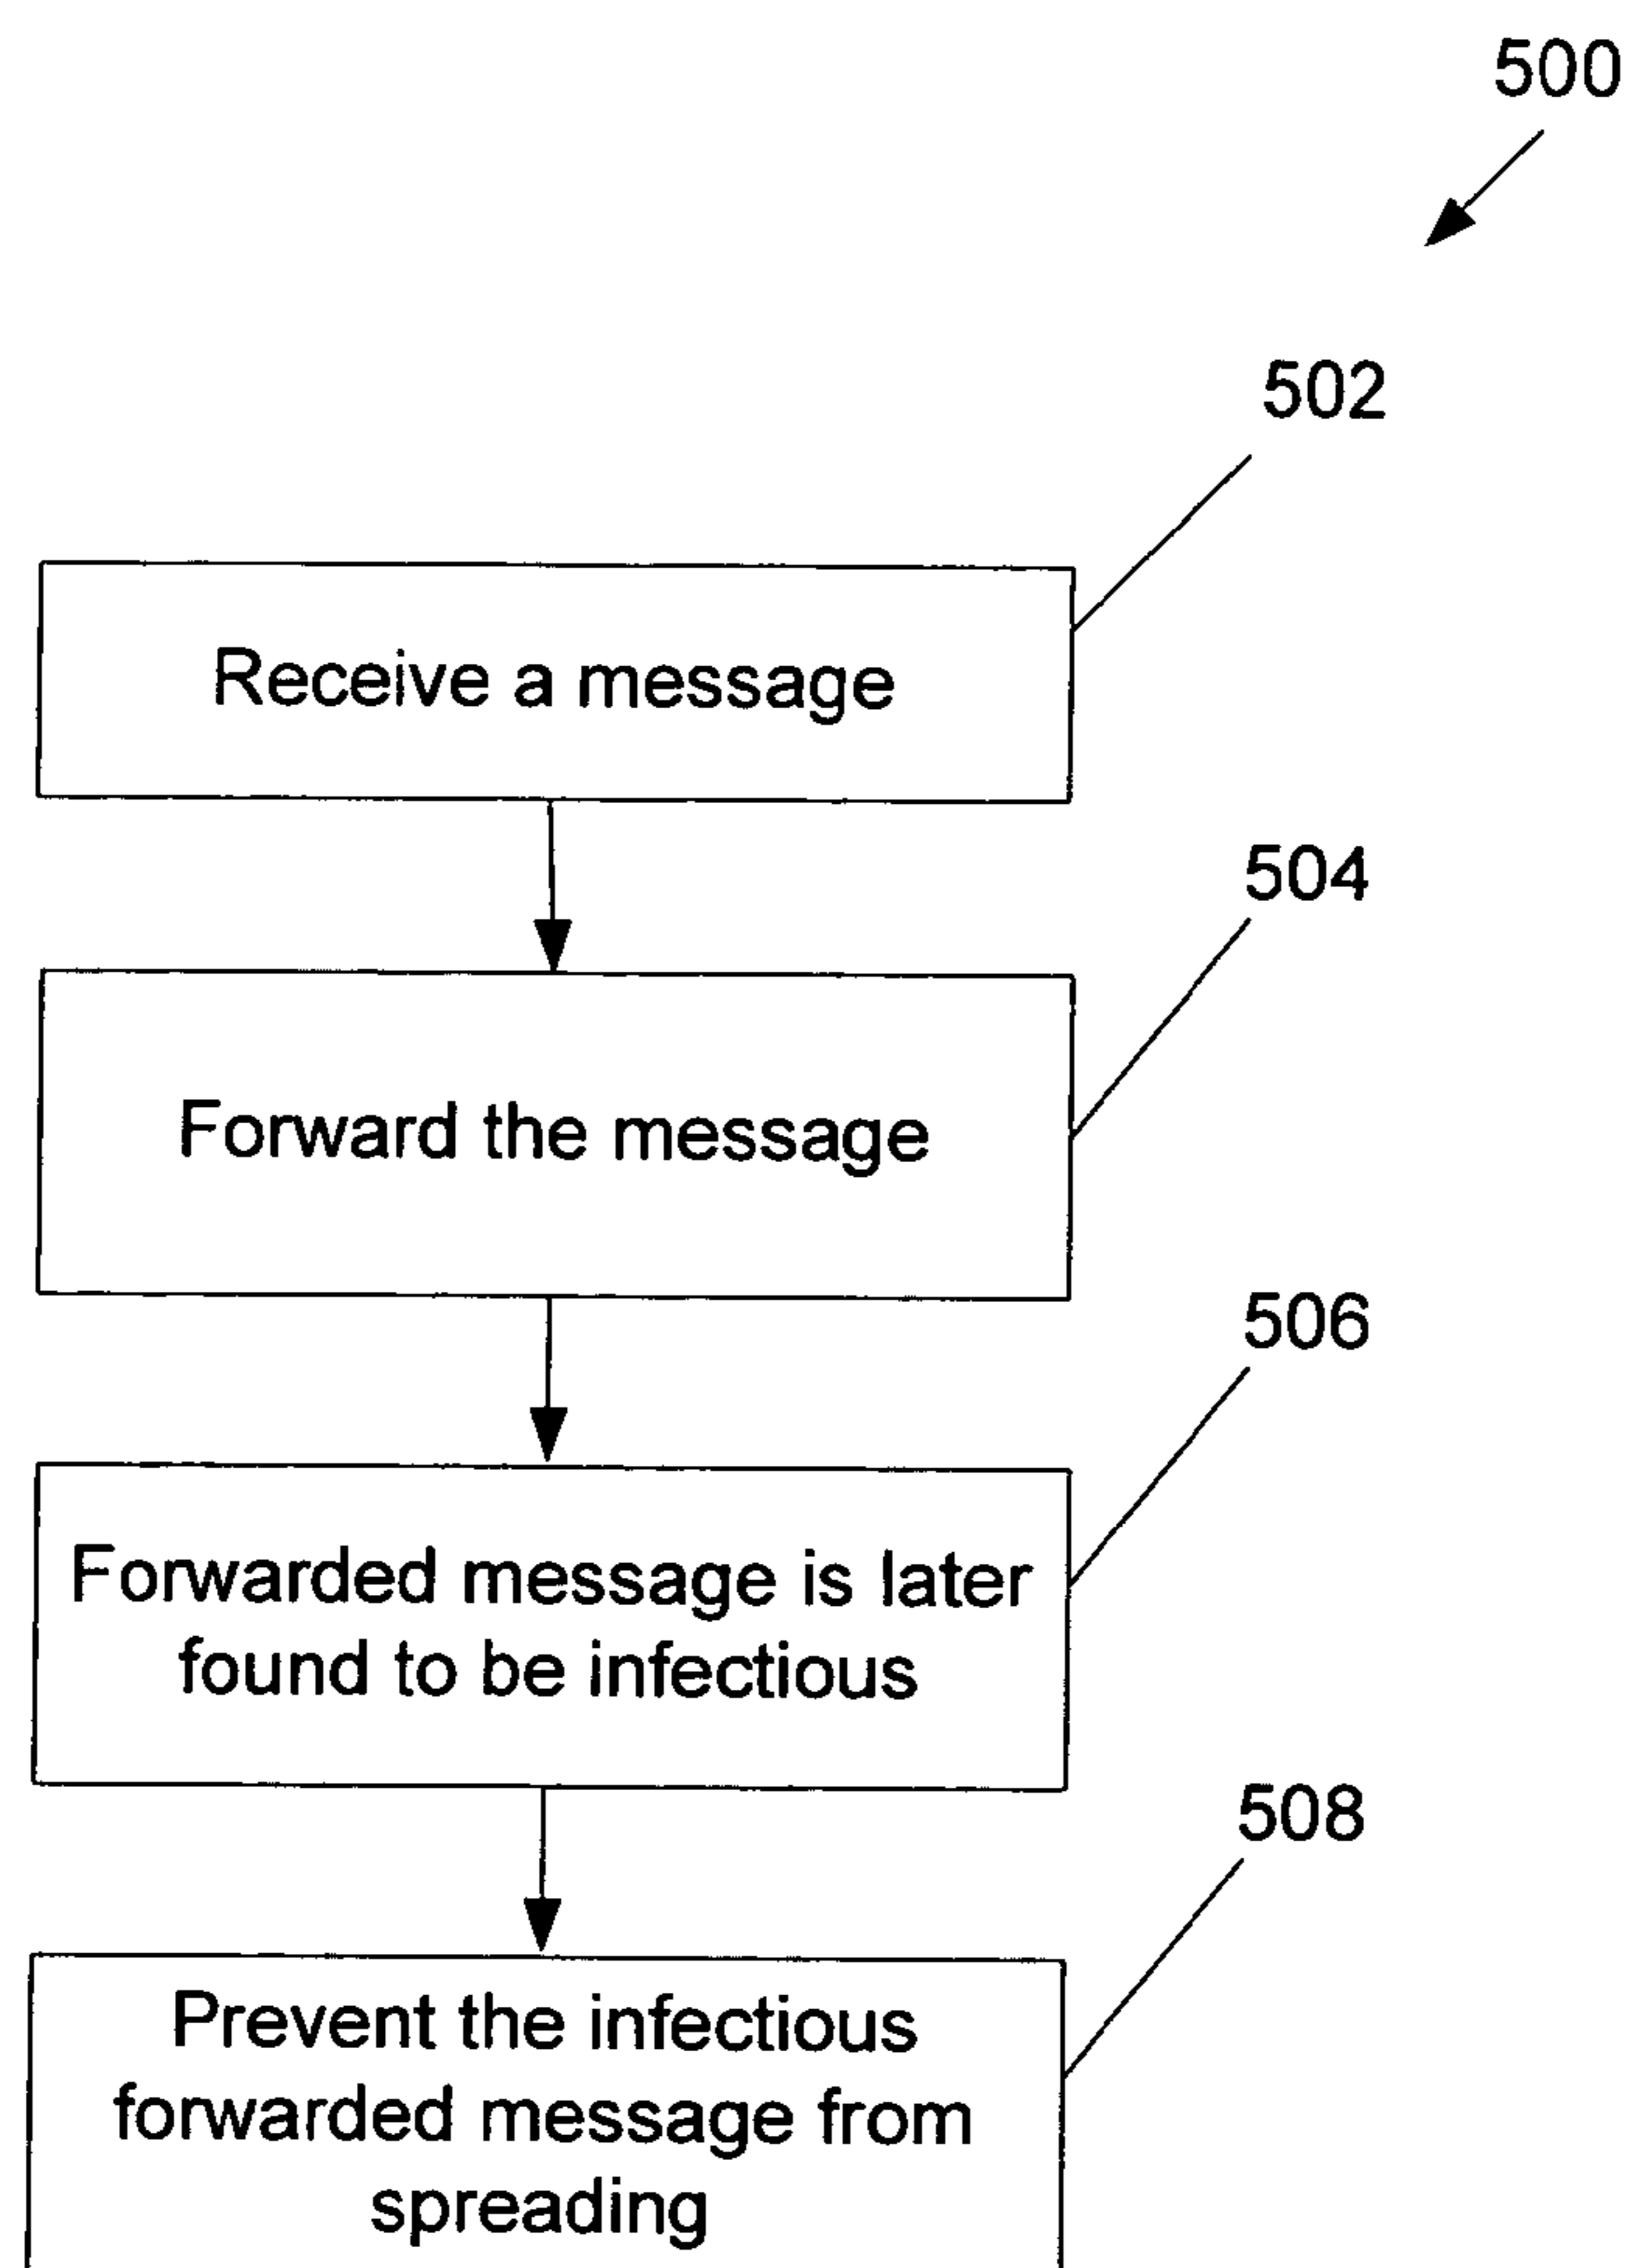 500
502
Receive a message
504
Forward the message
506
Forwarded message is later
found to be infectious
508
Prevent the infectious
forwarded message from
spreading